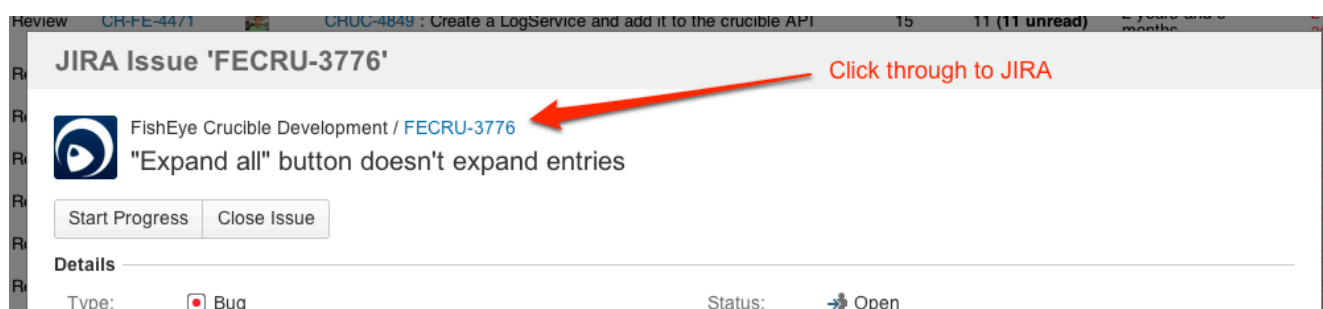 Review CR-FE-4471 CRUC-4849 : Create a LogService and add it to the crucible API 15 11 (11 unread)
months
JIRA Issue 'FECRU-3776'
Click through to JIRA
FishEye Crucible Development / FECRU-3776
"Expand all" button doesn't expand entries
Start Progress Close Issue
Details
Type: Bug Status: Open